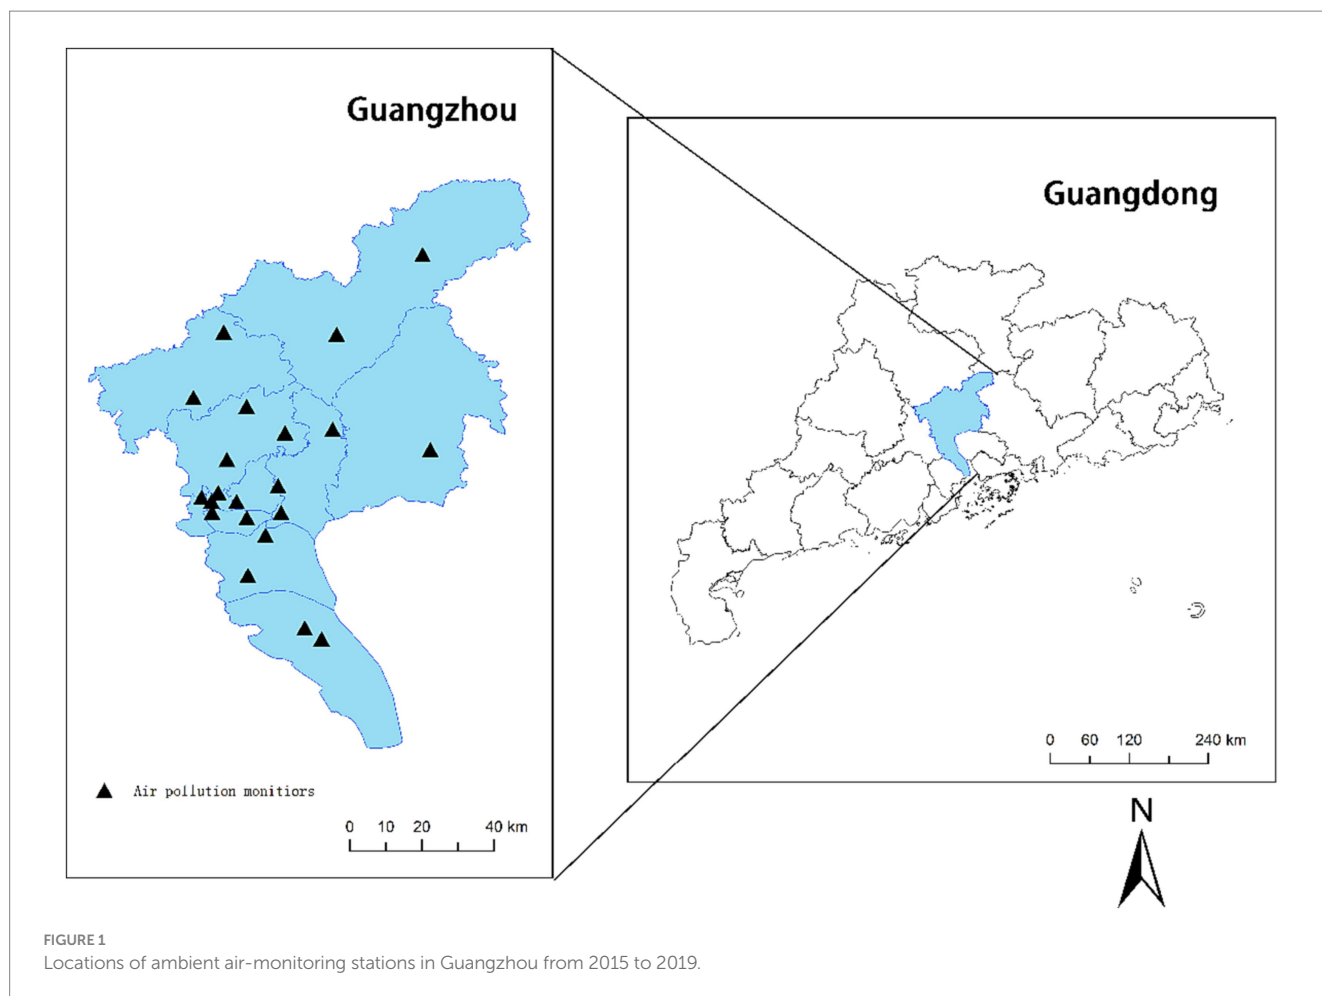 Guangzhou
Air pollution monitiors
0 10 20 40 km
Guangdong
0 60 120 240 km
N
FIGURE 1
Locations of ambient air-monitoring stations in Guangzhou from 2015 to 2019.